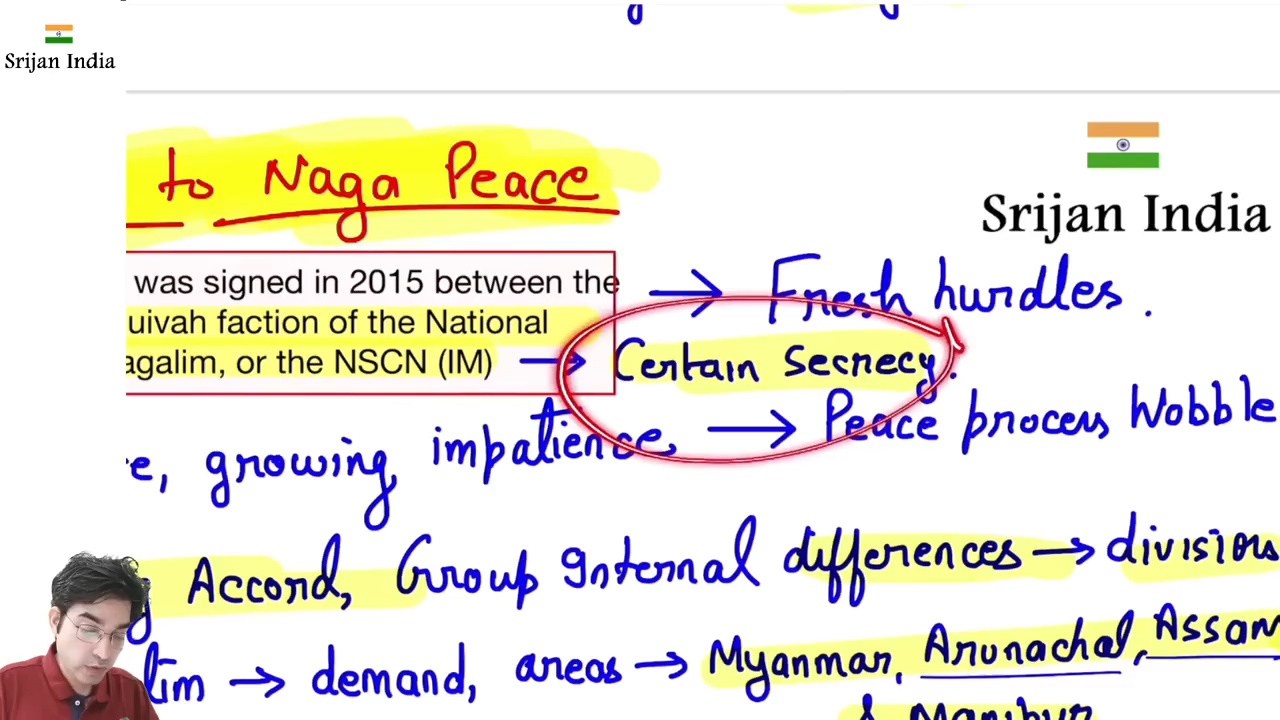 Srijan India
to Naga Peace
Srijan India
was signed in 2015 between the → Fresh hurdles.
uivah faction of the National
agalim, or the NSCN (IM) → Certain secrecy.
e, growing impatience, → Peace process Wobble
Accord, Group Internal differences → divisions
lim → demand, areas → Myanmar, Arunachal, Assam
& Manipur